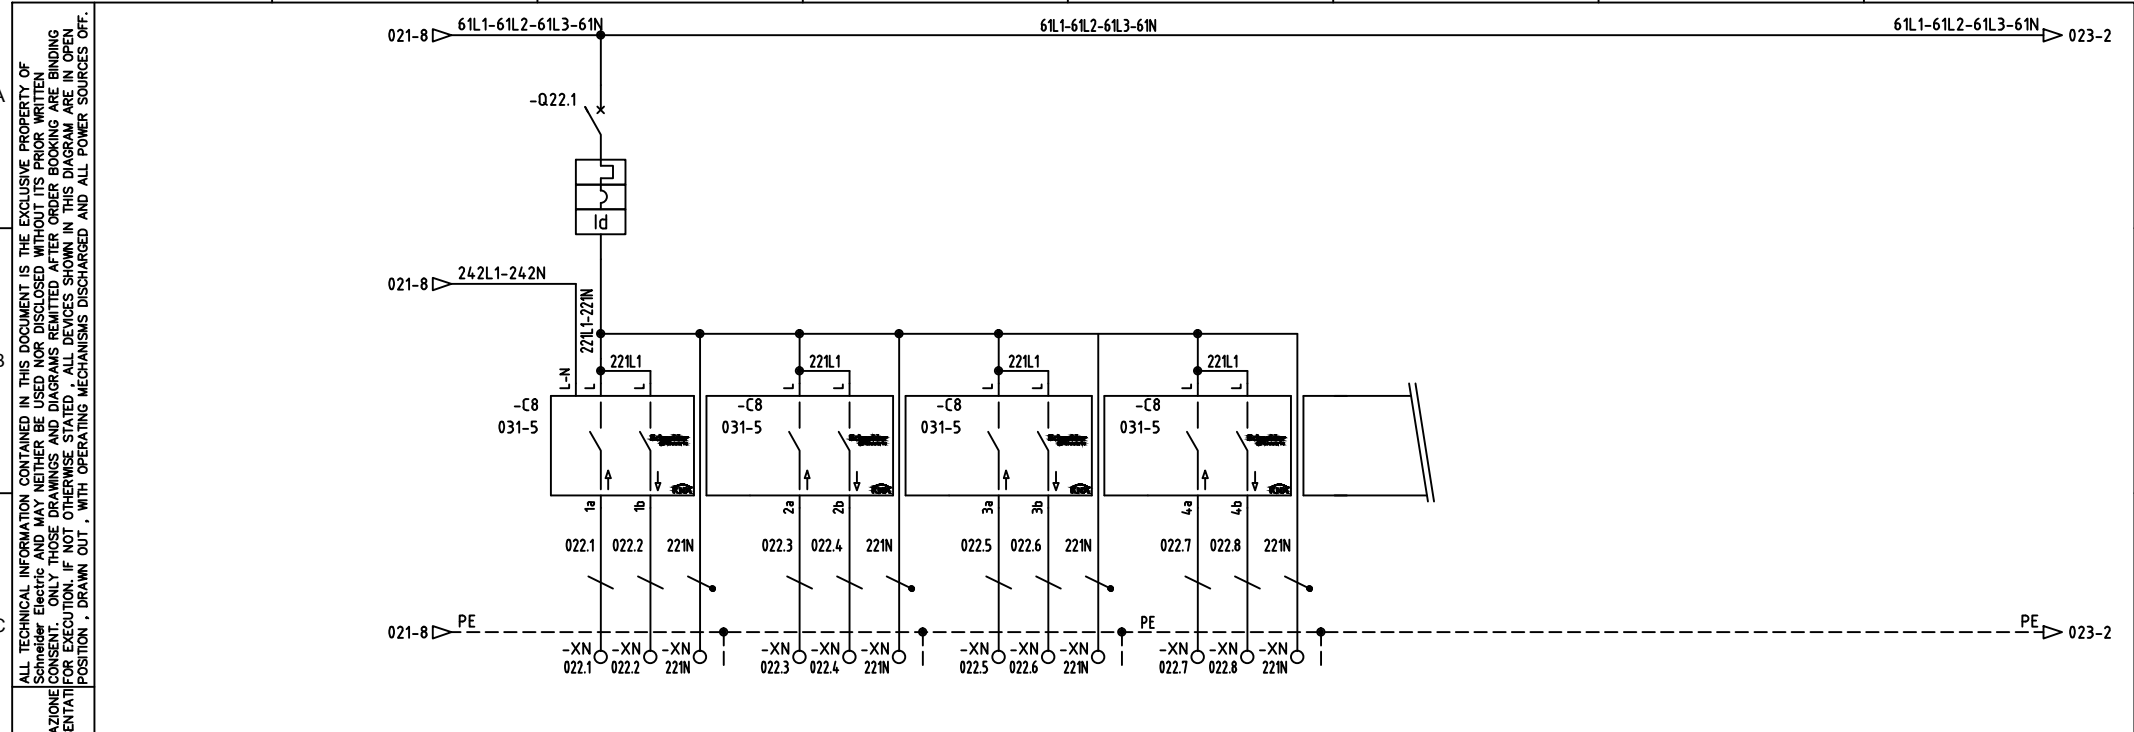 61L1-61L2-61L3-61N
61L1-61L2-61L3-61N
61L1-61L2-61L3-61N
021-8
023-2
-Q22.1
Id
021-8
242L1-242N
221L1-221N
221L1
221L1
221L1
221L1
L-N
L
L
L
L
L
L
L
L
-C8
-C8
-C8
-C8
031-5
031-5
031-5
031-5
1a
1b
2a
2b
3a
3b
4a
4b
022.1 022.2 221N
022.3 022.4 221N
022.5 022.6 221N
022.7 022.8 221N
021-8
PE
PE
PE
023-2
-XN -XN -XN
022.1 022.2 221N
-XN -XN -XN
022.3 022.4 221N
-XN -XN -XN
022.5 022.6 221N
-XN -XN -XN
022.7 022.8 221N
A
B
C
ALL TECHNICAL INFORMATION CONTAINED IN THIS DOCUMENT IS THE EXCLUSIVE PROPERTY OF
Schneider Electric AND MAY NEITHER BE USED NOR DISCLOSED WITHOUT ITS PRIOR WRITTEN
CONSENT. ONLY THOSE DRAWINGS AND DIAGRAMS REMITTED AFTER ORDER BOOKING ARE BINDING
FOR EXECUTION. IF NOT OTHERWISE STATED , ALL DEVICES SHOWN IN THIS DIAGRAM ARE IN OPEN
POSITION , DRAWN OUT , WITH OPERATING MECHANISMS DISCHARGED AND ALL POWER SOURCES OFF.
AZIONE
ENTATI